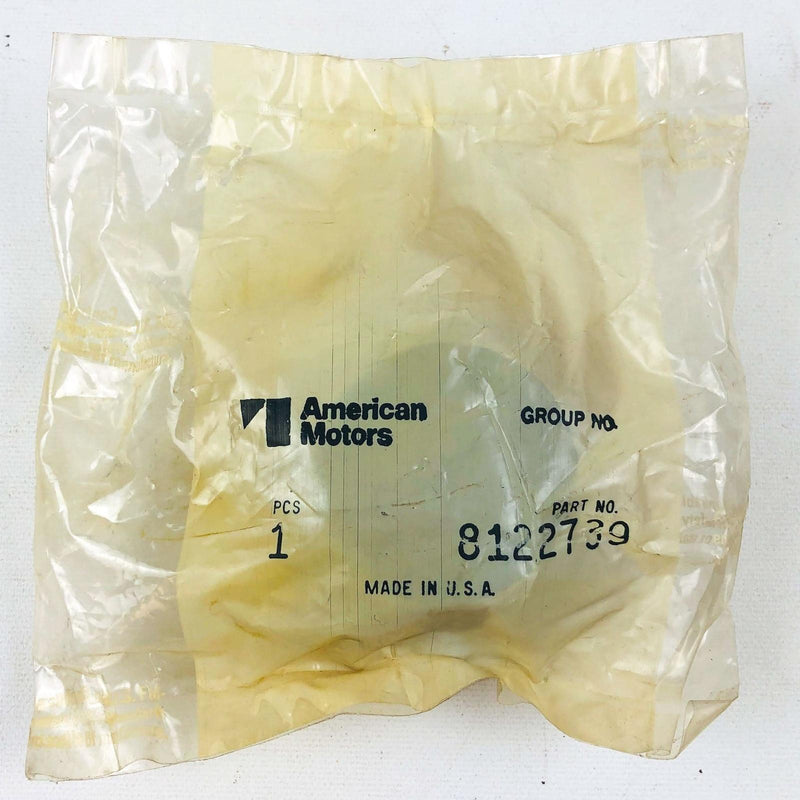 American
Motors
GROUP NO.
PCS
PART NO.
1
8122739
MADE IN U.S.A.